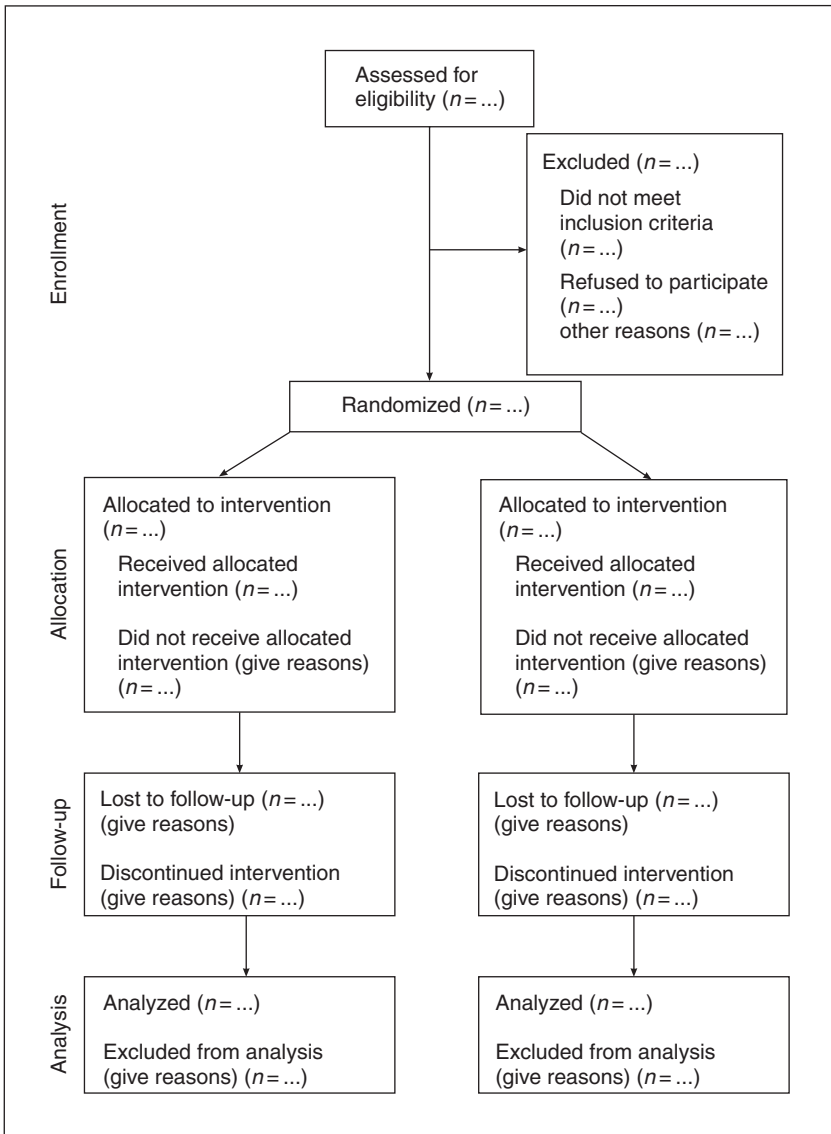 Assessed for
eligibility (n = ...)
Enrollment
Excluded (n = ...)
Did not meet
inclusion criteria
(n = ...)
Refused to participate
(n = ...)
other reasons (n = ...)
Randomized (n = ...)
Allocation
Allocated to intervention
(n = ...)
Received allocated
intervention (n = ...)
Did not receive allocated
intervention (give reasons)
(n = ...)
Allocated to intervention
(n = ...)
Received allocated
intervention (n = ...)
Did not receive allocated
intervention (give reasons)
(n = ...)
Follow-up
Lost to follow-up (n = ...)
(give reasons)
Discontinued intervention
(give reasons) (n = ...)
Lost to follow-up (n = ...)
(give reasons)
Discontinued intervention
(give reasons) (n = ...)
Analysis
Analyzed (n = ...)
Excluded from analysis
(give reasons) (n = ...)
Analyzed (n = ...)
Excluded from analysis
(give reasons) (n = ...)